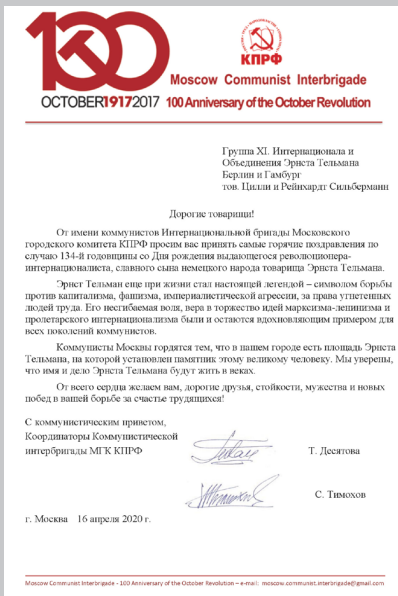 100
КПРФ
Moscow Communist Interbrigade
OCTOBER19172017 100 Anniversary of the October Revolution
Группа XI. Интернационала и
Объединения Эрнста Тельмана
Берлин и Гамбург
тов. Цилли и Рейнхардт Сильберманн
Дорогие товарищи!
От имени коммунистов Интернациональной бригады Московского
городского комитета КПРФ просим вас принять самые горячие поздравления по
случаю 134-й годовщины со Дня рождения выдающегося революционера-
интернационалиста, славного сына немецкого народа товарища Эрнста Тельмана.
Эрнст Тельман еще при жизни стал настоящей легендой – символом борьбы
против капитализма, фашизма, империалистической агрессии, за права угнетенных
людей труда. Его несгибаемая воля, вера в торжество идей марксизма-ленинизма и
пролетарского интернационализма были и остаются вдохновляющим примером для
всех поколений коммунистов.
Коммунисты Москвы гордятся тем, что в нашем городе есть площадь Эрнста
Тельмана, на которой установлен памятник этому великому человеку. Мы уверены,
что имя и дело Эрнста Тельмана будут жить в веках.
От всего сердца желаем вам, дорогие друзья, стойкости, мужества и новых
побед в вашей борьбе за счастье трудящихся!
С коммунистическим приветом,
Координаторы Коммунистической
интербригады МГК КПРФ
Т. Десятова
С. Тимохов
г. Москва 16 апреля 2020 г.
Moscow Communist Interbrigade - 100 Anniversary of the October Revolution – e-mail: moscow.communist.interbrigade@gmail.com